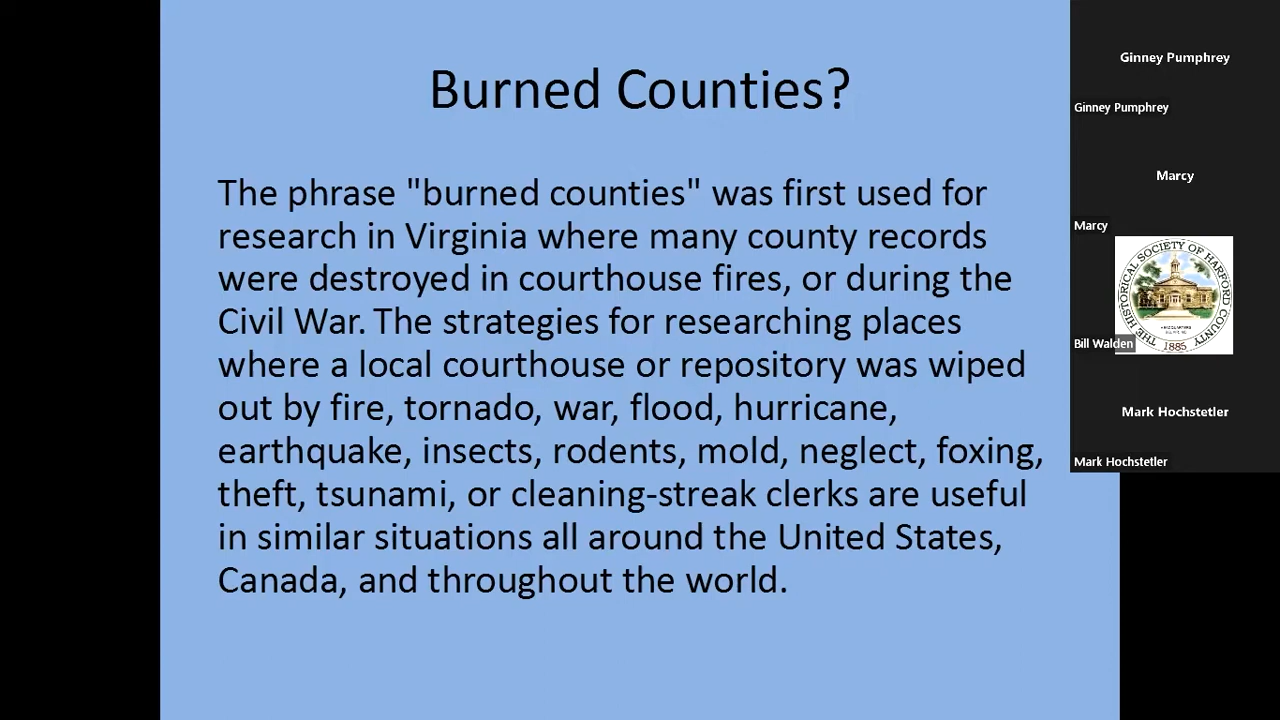 Burned Counties?
The phrase "burned counties" was first used for
research in Virginia where many county records
were destroyed in courthouse fires, or during the
Civil War. The strategies for researching places
where a local courthouse or repository was wiped
out by fire, tornado, war, flood, hurricane,
earthquake, insects, rodents, mold, neglect, foxing,
theft, tsunami, or cleaning-streak clerks are useful
in similar situations all around the United States,
Canada, and throughout the world.
Ginney Pumphrey
Ginney Pumphrey
Marcy
Marcy
THE HISTORICAL SOCIETY OF HARFORD COUNTY
HEADQUARTERS
1885
Bill Walden
Mark Hochstetler
Mark Hochstetler